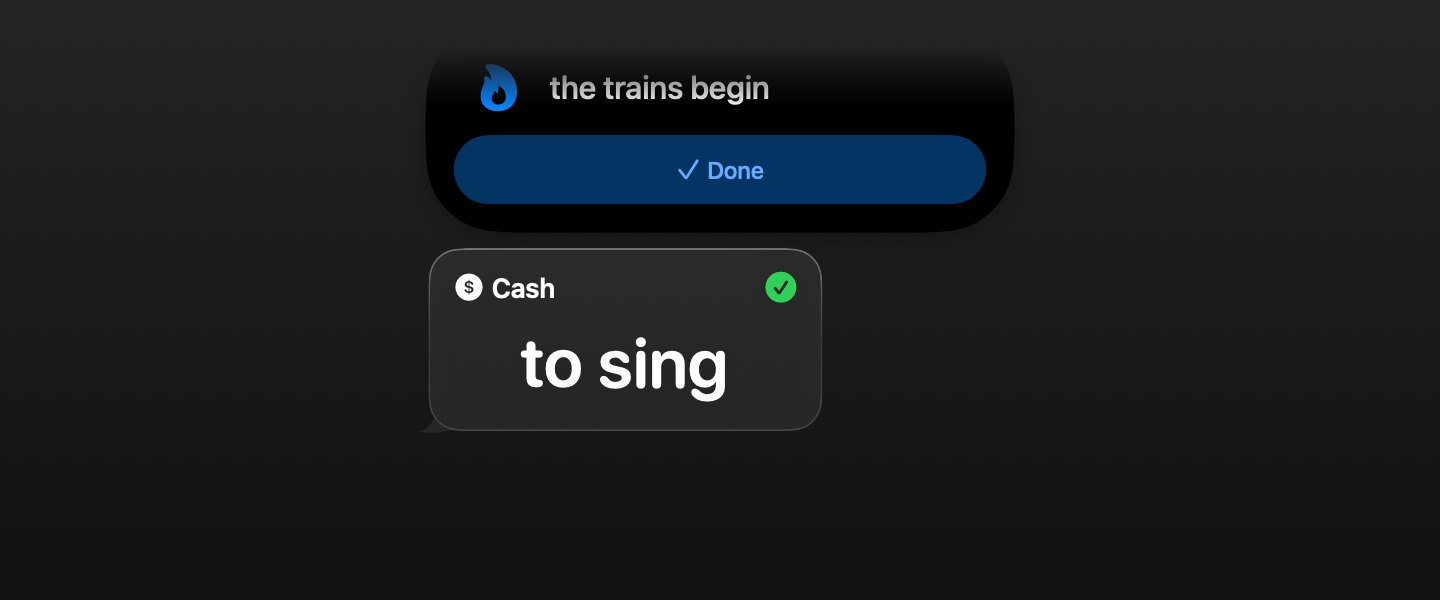 the trains begin
✓ Done
$ Cash
to sing